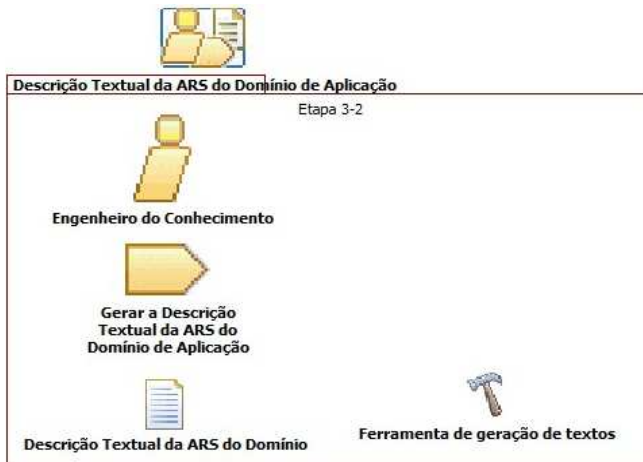 Descrição Textual da ARS do Domínio de Aplicação
Etapa 3-2
Engenheiro do Conhecimento
Gerar a Descrição
Textual da ARS do
Domínio de Aplicação
Descrição Textual da ARS do Domínio
Ferramenta de geração de textos